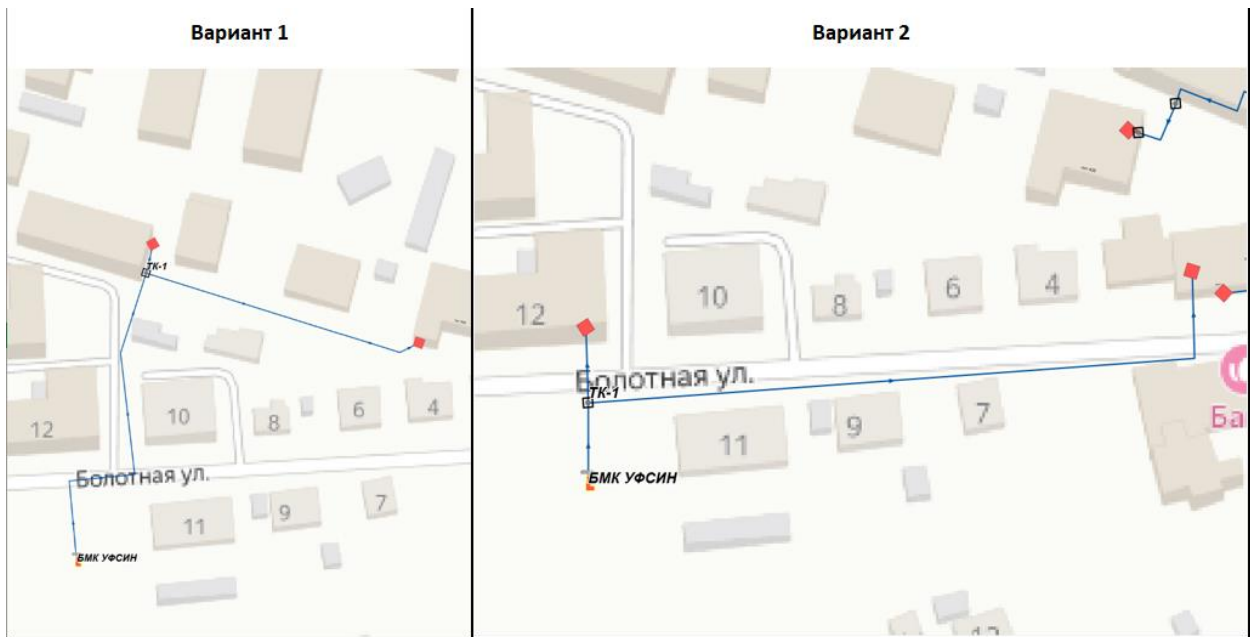 Вариант 1
ТК-1
12
10
8
6
4
Болотная ул.
11
9
7
БМК УФСИН
Вариант 2
12
10
8
6
4
Болотная ул.
ТК-1
11
9
7
Ба
БМК УФСИН